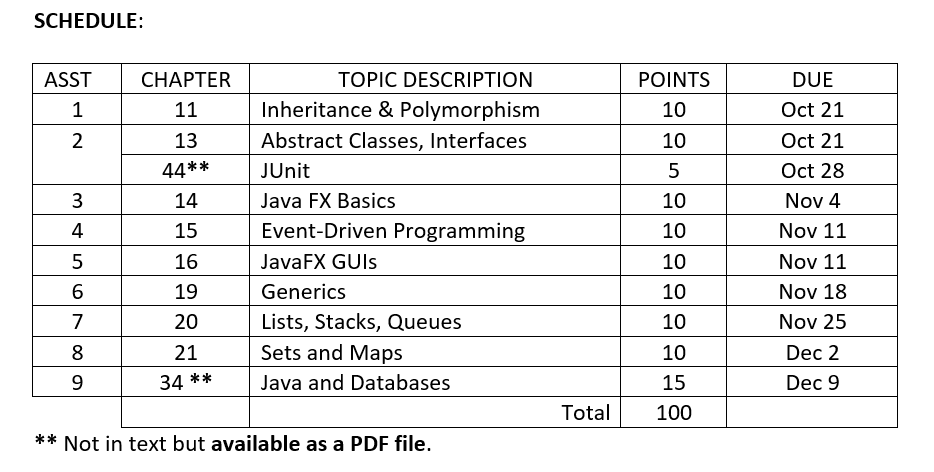 SCHEDULE:
ASST CHAPTER TOPIC DESCRIPTION POINTS DUE
1 11 Inheritance & Polymorphism 10 Oct 21
2 13 Abstract Classes, Interfaces 10 Oct 21
44** JUnit 5 Oct 28
3 14 Java FX Basics 10 Nov 4
4 15 Event-Driven Programming 10 Nov 11
5 16 JavaFX GUIs 10 Nov 11
6 19 Generics 10 Nov 18
7 20 Lists, Stacks, Queues 10 Nov 25
8 21 Sets and Maps 10 Dec 2
9 34 ** Java and Databases 15 Dec 9
Total 100
** Not in text but available as a PDF file.